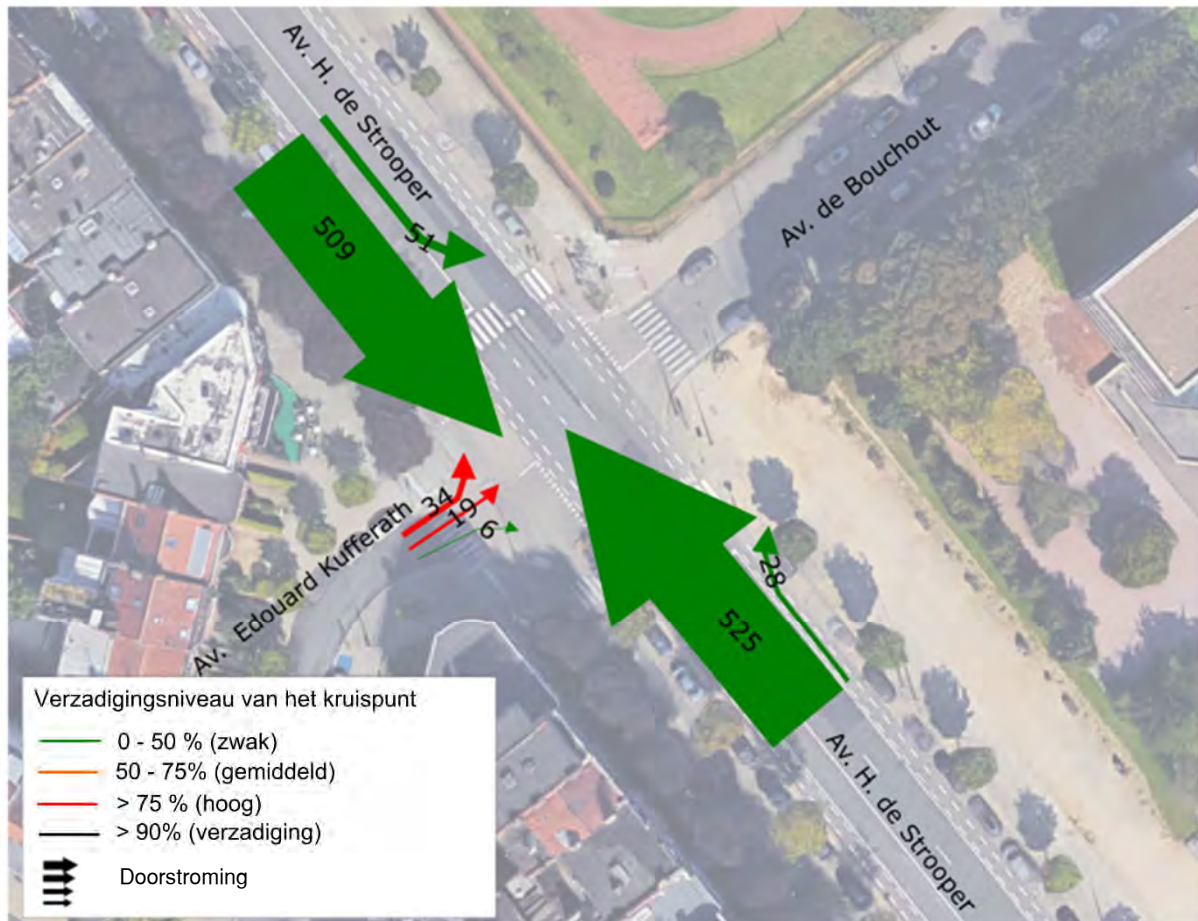 Av. H. de Strooper
Av. de Bouchout
51
509
34
19
6
28
525
Av. Edouard Kufferath
Av. H. de Strooper
Verzadigingsniveau van het kruispunt
0 - 50 % (zwak)
50 - 75% (gemiddeld)
> 75 % (hoog)
> 90% (verzadiging)
Doorstroming